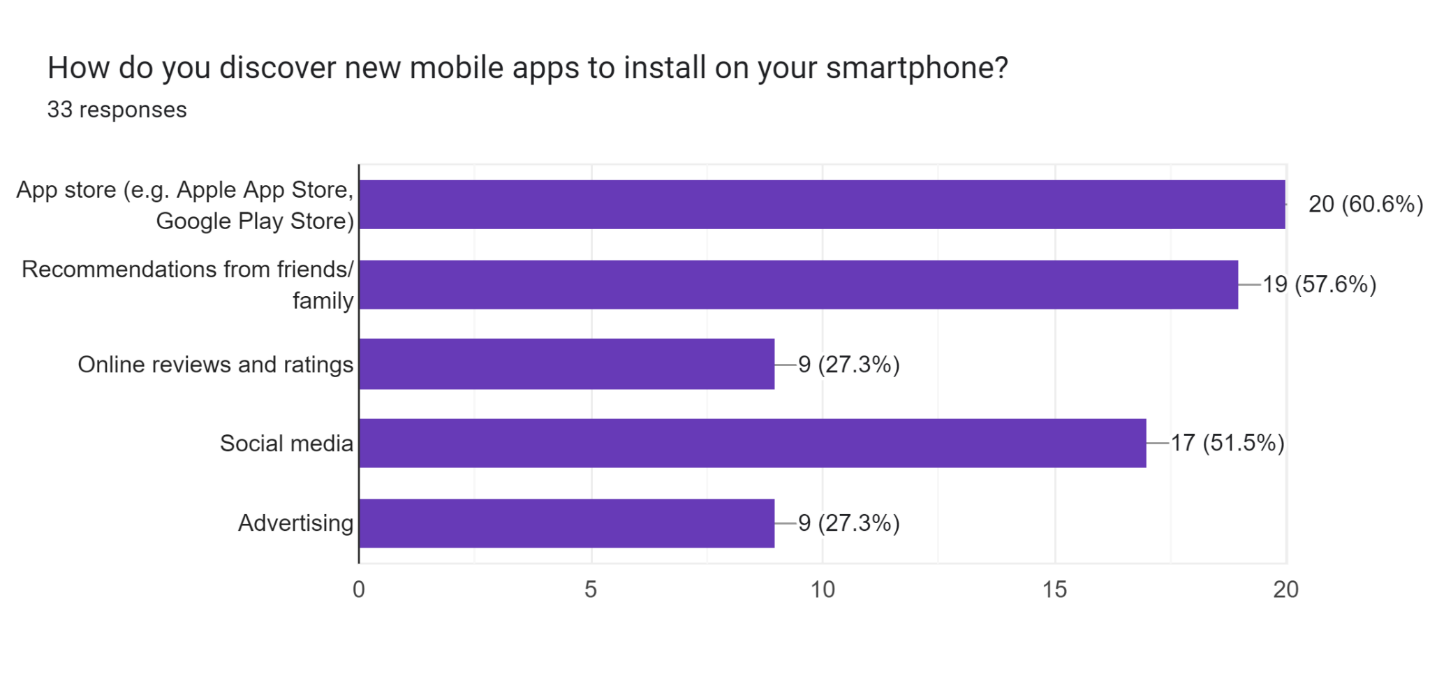 How do you discover new mobile apps to install on your smartphone?
33 responses
App store (e.g. Apple App Store,
Google Play Store)
20 (60.6%)
Recommendations from friends/
family
19 (57.6%)
Online reviews and ratings
9 (27.3%)
Social media
17 (51.5%)
Advertising
9 (27.3%)
0 5 10 15 20